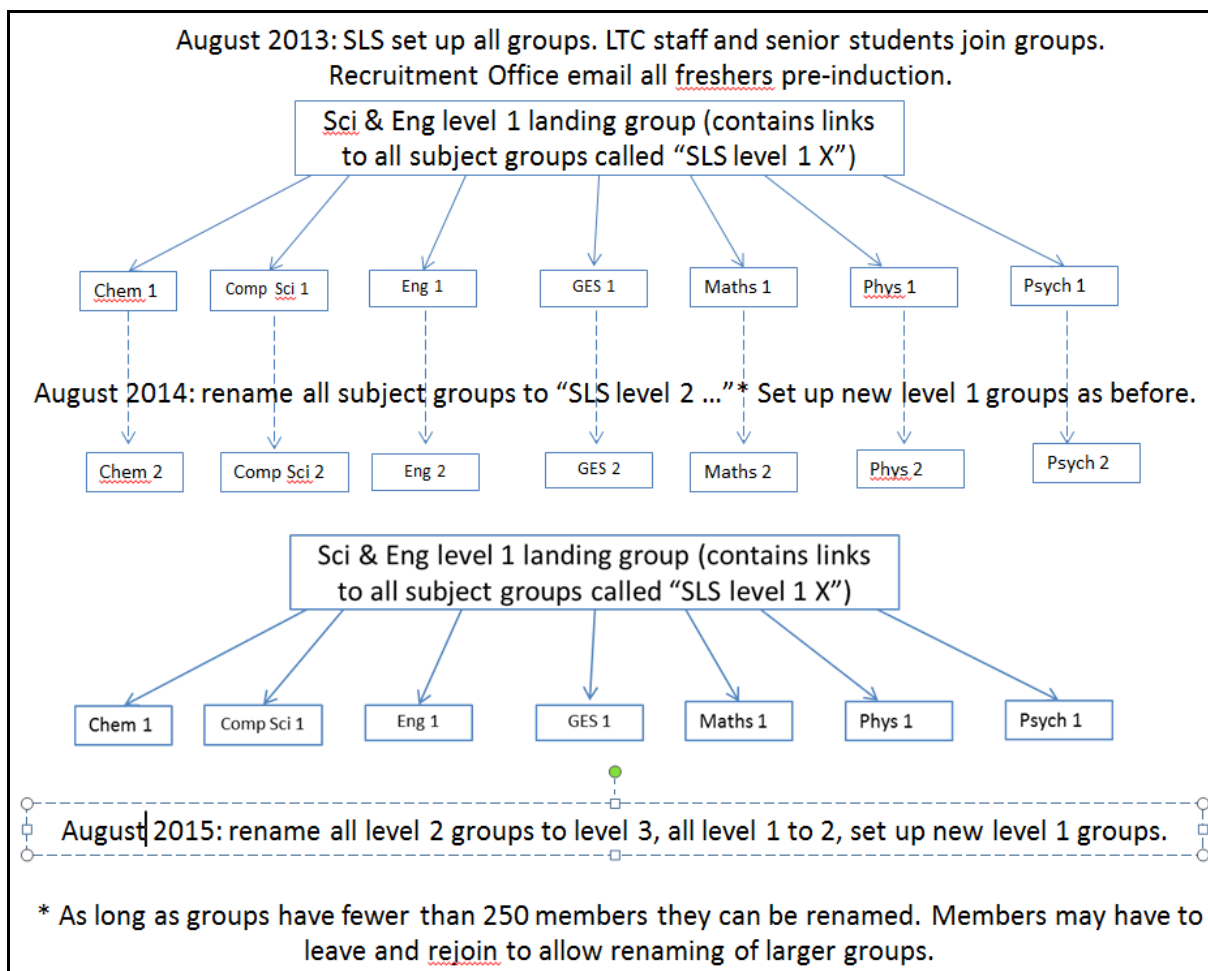 August 2013: SLS set up all groups. LTC staff and senior students join groups.
Recruitment Office email all freshers pre-induction.
Sci & Eng level 1 landing group (contains links
to all subject groups called “SLS level 1 X”)
Chem 1
Comp Sci 1
Eng 1
GES 1
Maths 1
Phys 1
Psych 1
August 2014: rename all subject groups to “SLS level 2 ...”* Set up new level 1 groups as before.
Chem 2
Comp Sci 2
Eng 2
GES 2
Maths 2
Phys 2
Psych 2
Sci & Eng level 1 landing group (contains links
to all subject groups called “SLS level 1 X”)
Chem 1
Comp Sci 1
Eng 1
GES 1
Maths 1
Phys 1
Psych 1
August 2015: rename all level 2 groups to level 3, all level 1 to 2, set up new level 1 groups.
* As long as groups have fewer than 250 members they can be renamed. Members may have to
leave and rejoin to allow renaming of larger groups.